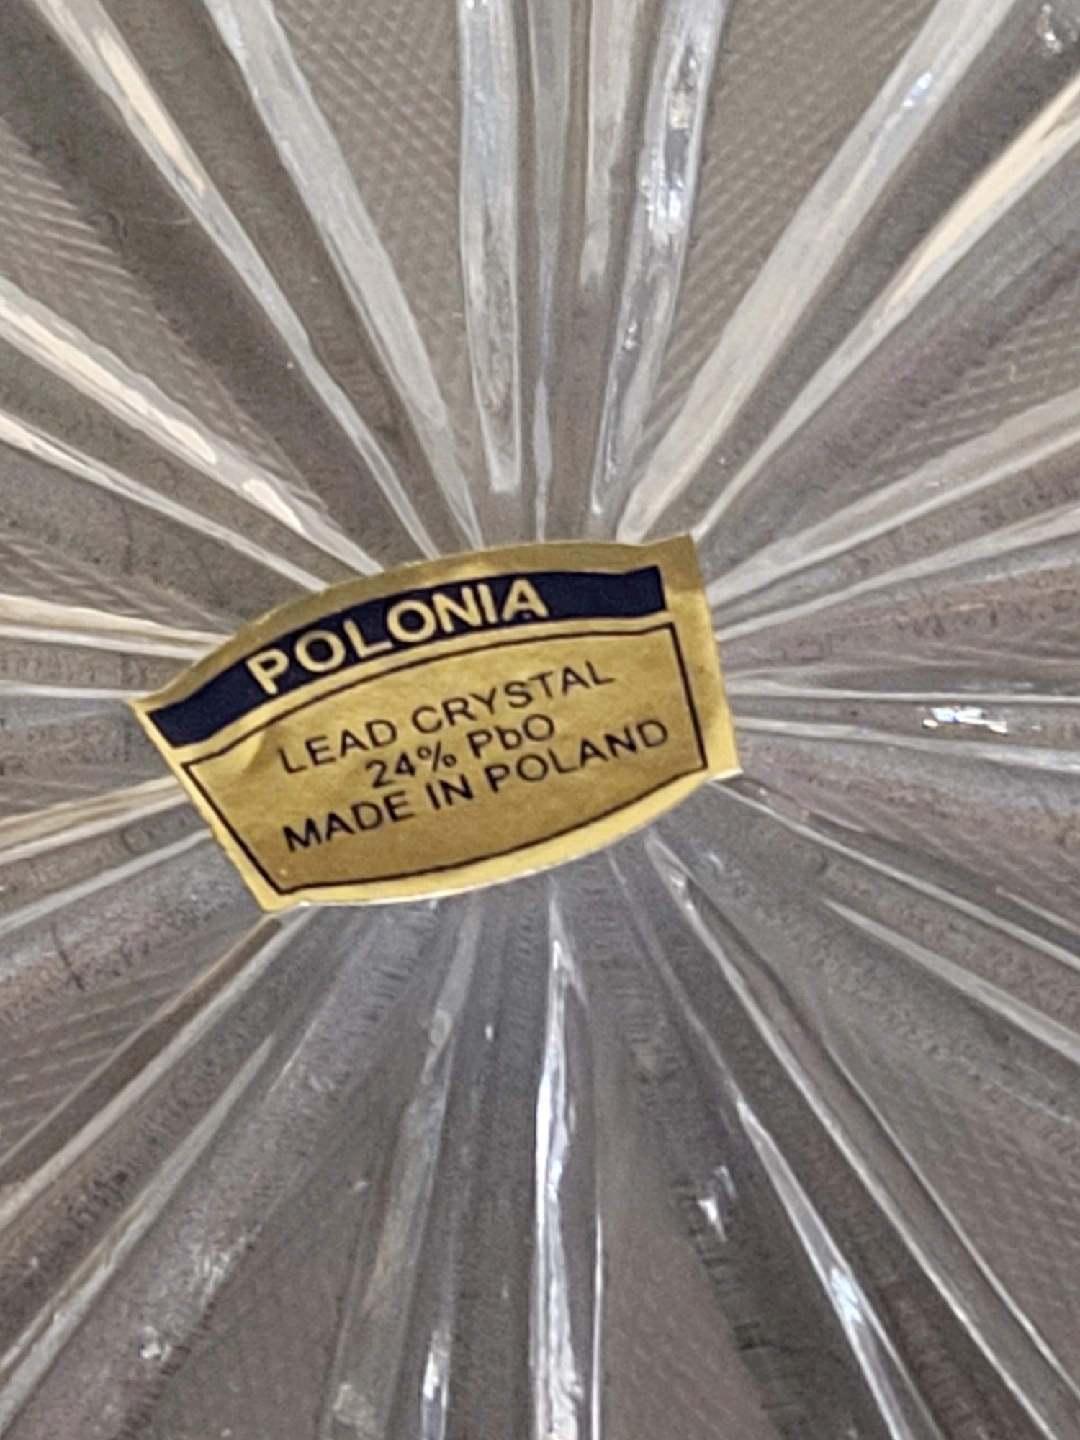 POLONIA
LEAD CRYSTAL
24% PbO
MADE IN POLAND